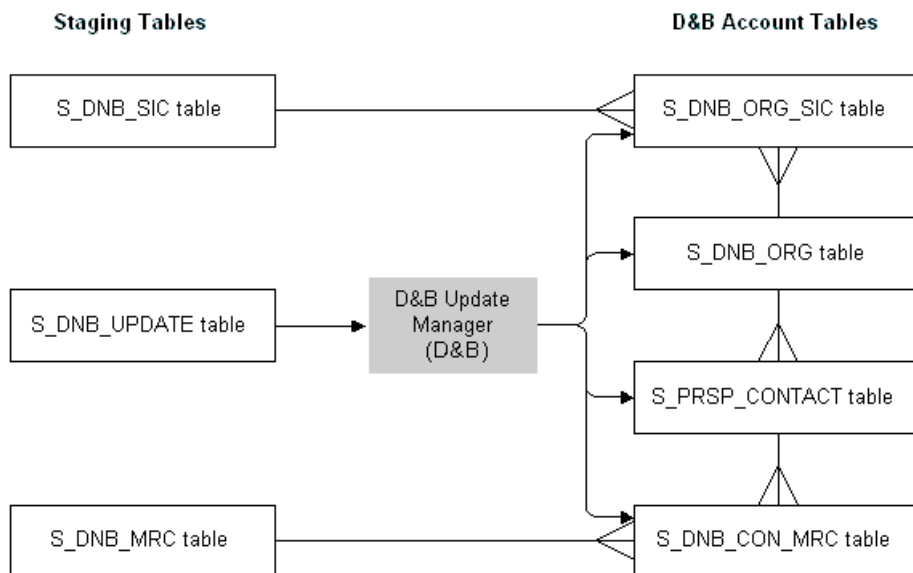 Staging Tables
D&B Account Tables
S_DNB_SIC table
S_DNB_ORG_SIC table
S_DNB_ORG table
S_DNB_UPDATE table
D&B Update
Manager
(D&B)
S_PRSP_CONTACT table
S_DNB_MRC table
S_DNB_CON_MRC table